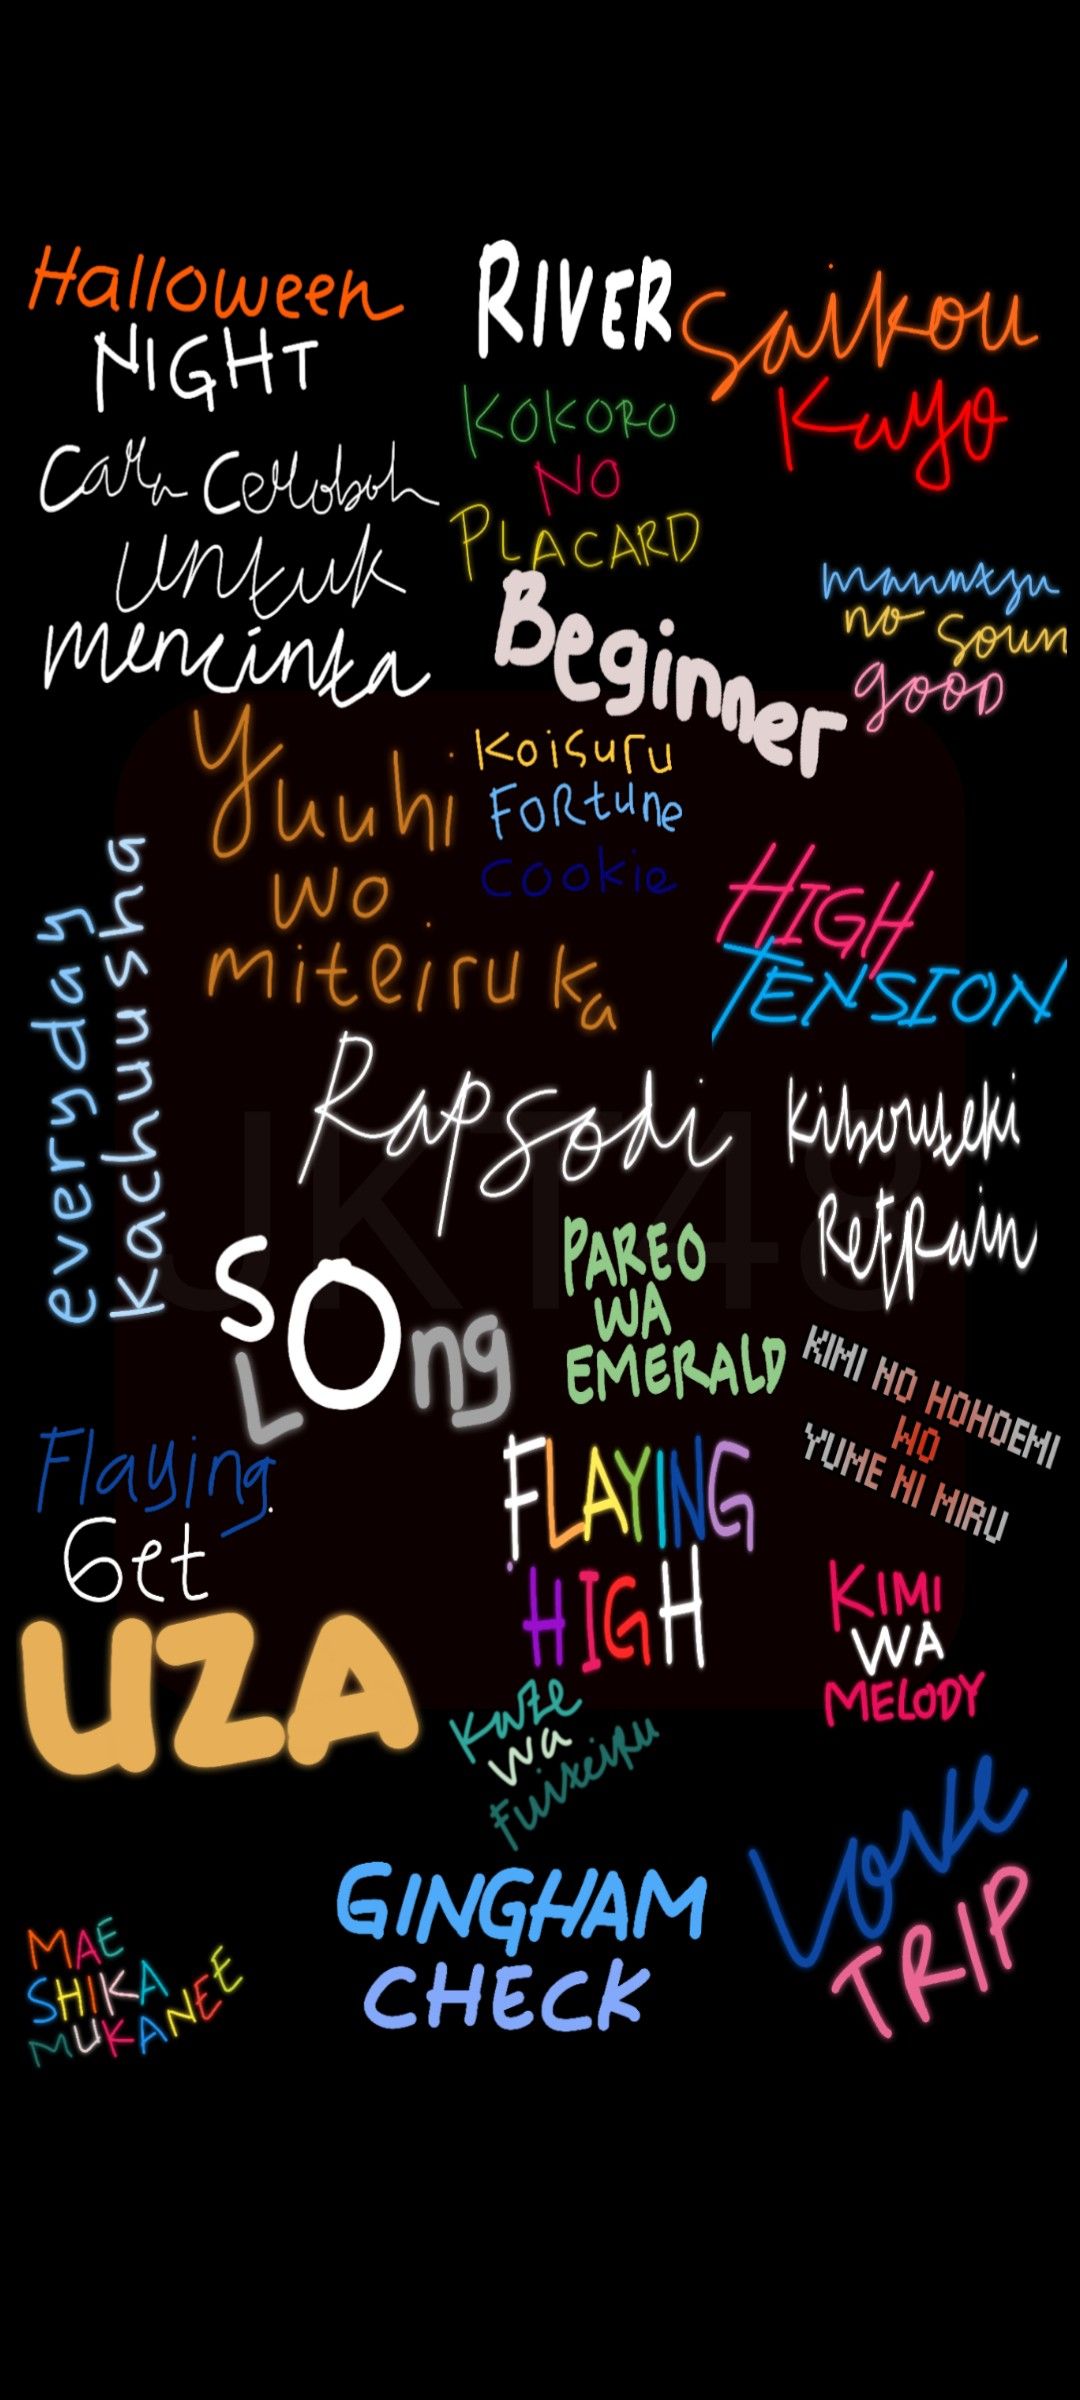 Halloween
NIGHT
RIVER
Saikou
Kayo
KOKORO
NO
PLACARD
Cara Ceroboh
untuk
mencinta
Beginner
manatsu
no soun
good
Yuuhi
wo
miteiru ka
Koisuru
Fortune
Cookie
HIGH
TENSION
everyday
kachuusha
Rapsodi
Kibouteki
Refrain
JKT48
SO
Long
PAREO
WA
EMERALD
KIMI NO HOHOEMI
WO
YUME NI MIRU
Flaying
Get
FLAYING
HIGH
UZA
KIMI
WA
MELODY
Kaze
wa
Fuiteiru
LOVE
TRIP
GINGHAM
CHECK
MAE
SHIKA
MUKANEE